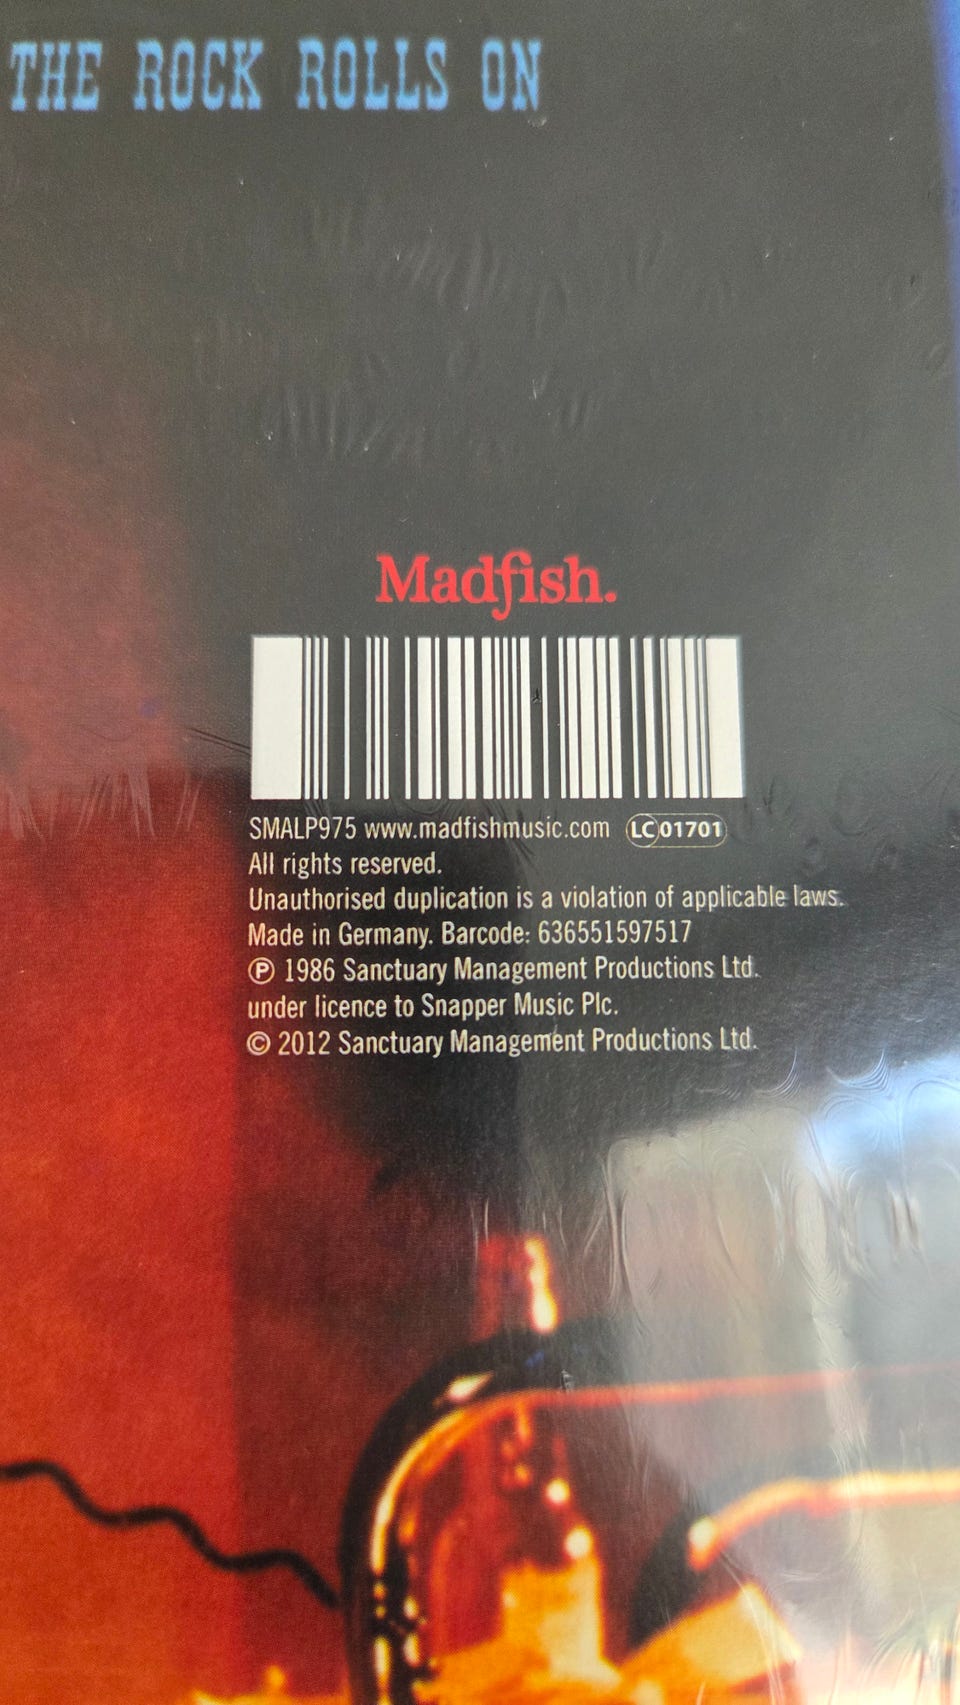 THE ROCK ROLLS ON
Madfish.
SMALP975 www.madfishmusic.com LC 01701
All rights reserved.
Unauthorised duplication is a violation of applicable laws.
Made in Germany. Barcode: 636551597517
℗ 1986 Sanctuary Management Productions Ltd.
under licence to Snapper Music Plc.
© 2012 Sanctuary Management Productions Ltd.